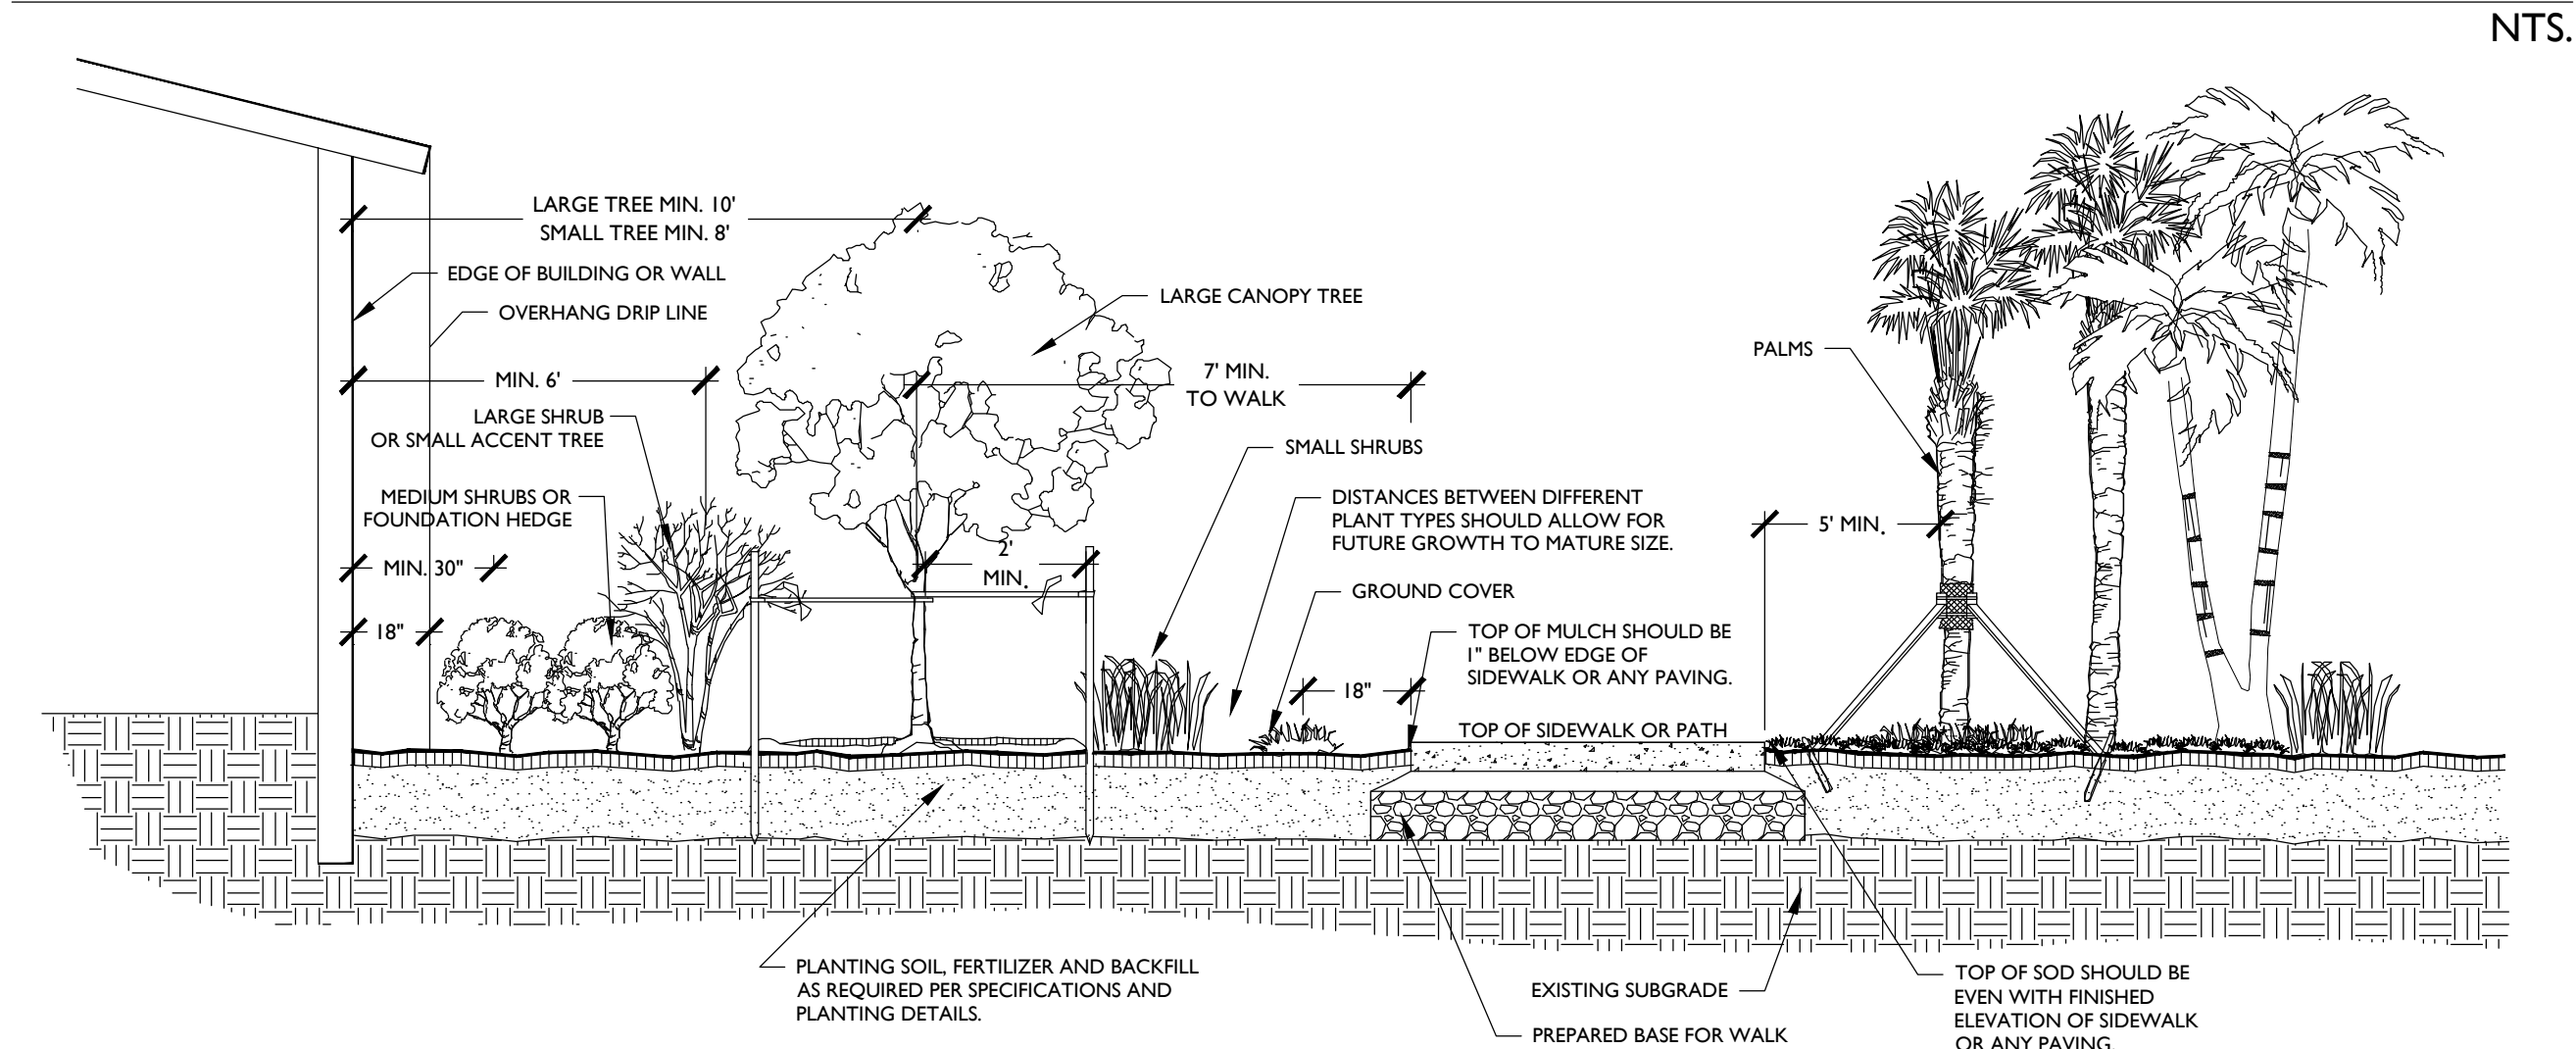 NTS.
LARGE TREE MIN. 10'
SMALL TREE MIN. 8'
EDGE OF BUILDING OR WALL
OVERHANG DRIP LINE
LARGE CANOPY TREE
PALMS
MIN. 6'
7' MIN.
TO WALK
LARGE SHRUB
OR SMALL ACCENT TREE
SMALL SHRUBS
MEDIUM SHRUBS OR
FOUNDATION HEDGE
DISTANCES BETWEEN DIFFERENT
PLANT TYPES SHOULD ALLOW FOR
FUTURE GROWTH TO MATURE SIZE.
5' MIN.
MIN. 30"
2'
MIN.
GROUND COVER
18"
TOP OF MULCH SHOULD BE
1" BELOW EDGE OF
SIDEWALK OR ANY PAVING.
18"
TOP OF SIDEWALK OR PATH
PLANTING SOIL, FERTILIZER AND BACKFILL
AS REQUIRED PER SPECIFICATIONS AND
PLANTING DETAILS.
EXISTING SUBGRADE
PREPARED BASE FOR WALK
TOP OF SOD SHOULD BE
EVEN WITH FINISHED
ELEVATION OF SIDEWALK
OR ANY PAVING.